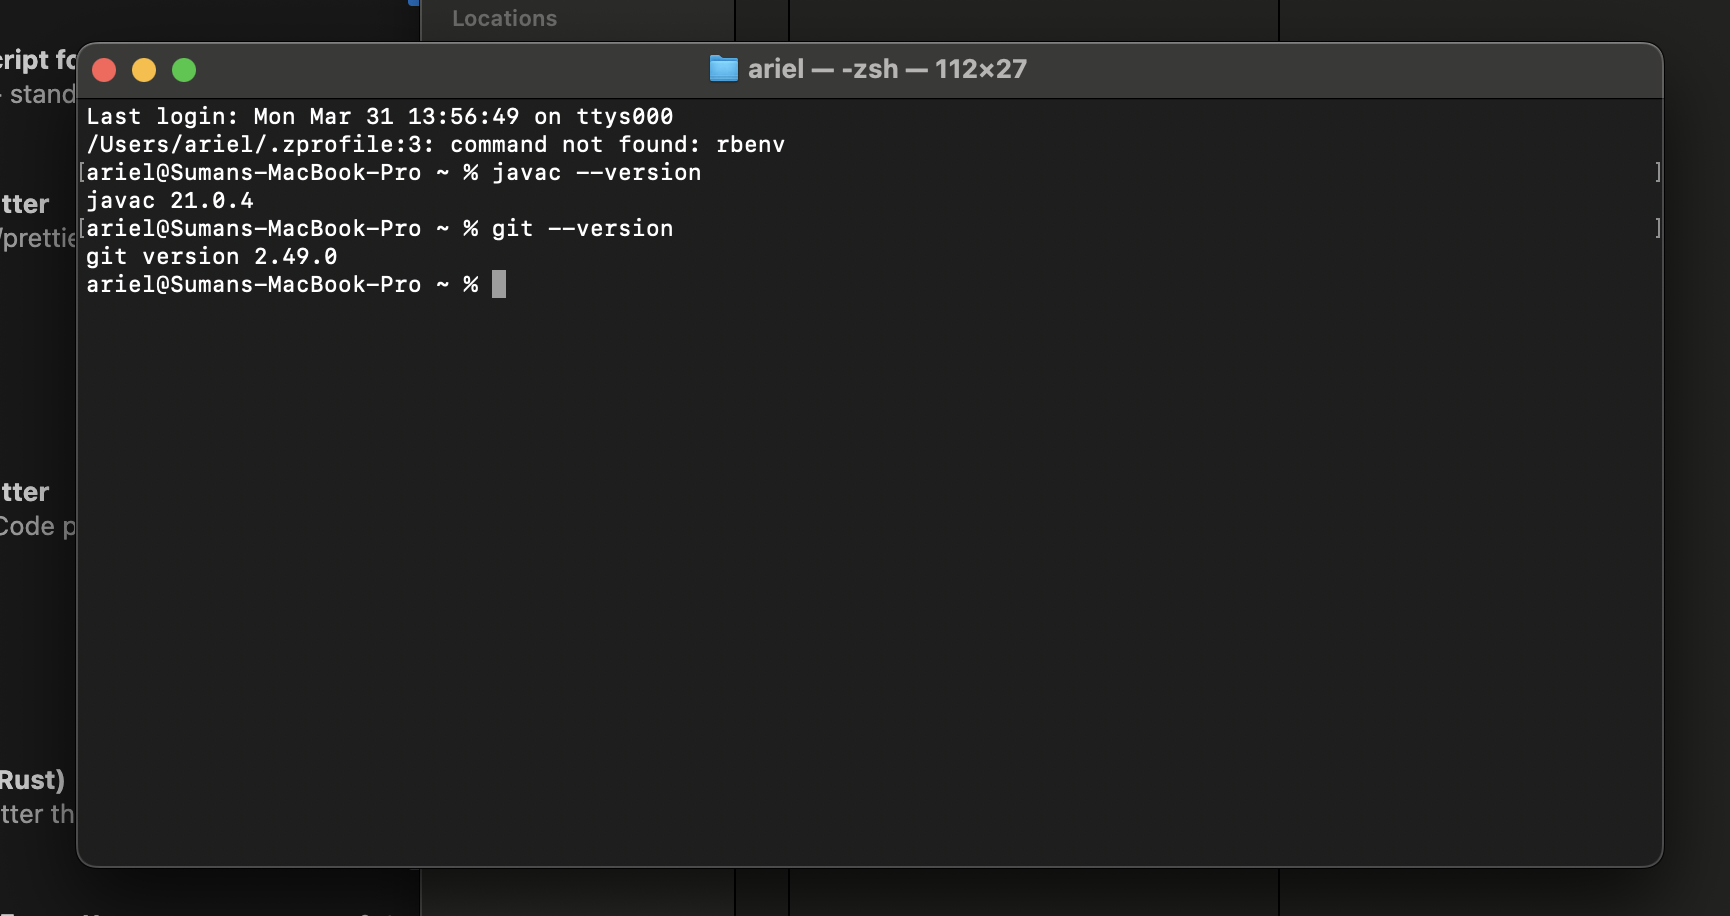 Locations
ript fo
stand
tter
/prettie
tter
Code p
Rust)
tter th
ariel — -zsh — 112×27
Last login: Mon Mar 31 13:56:49 on ttys000
/Users/ariel/.zprofile:3: command not found: rbenv
[ariel@Sumans-MacBook-Pro ~ % javac --version ]
javac 21.0.4
[ariel@Sumans-MacBook-Pro ~ % git --version ]
git version 2.49.0
ariel@Sumans-MacBook-Pro ~ %